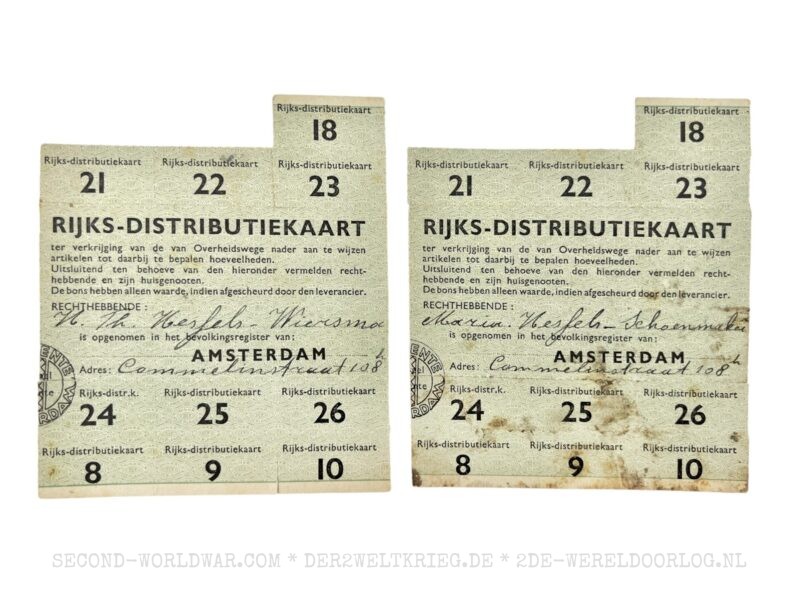 Rijks-distributiekaart
18
Rijks-distributiekaart Rijks-distributiekaart Rijks-distributiekaart
21 22 23
RIJKS-DISTRIBUTIEKAART
ter verkrijging van de van Overheidswege nader aan te wijzen
artikelen tot daarbij te bepalen hoeveelheden.
Uitsluitend ten behoeve van den hieronder vermelden recht-
hebbende en zijn huisgenooten.
De bons hebben alleen waarde, indien afgescheurd door den leverancier.
RECHTHEBBENDE :
H. Th. Hessels - Wiersma
is opgenomen in het bevolkingsregister van:
AMSTERDAM
Adres: Commelinstraat 108 h
Rijks-distr.k. Rijks-distributiekaart Rijks-distributiekaart
24 25 26
Rijks-distributiekaart Rijks-distributiekaart Rijks-distributiekaart
8 9 10
Rijks-distributiekaart
18
Rijks-distributiekaart Rijks-distributiekaart Rijks-distributiekaart
21 22 23
RIJKS-DISTRIBUTIEKAART
ter verkrijging van de van Overheidswege nader aan te wijzen
artikelen tot daarbij te bepalen hoeveelheden.
Uitsluitend ten behoeve van den hieronder vermelden recht-
hebbende en zijn huisgenooten.
De bons hebben alleen waarde, indien afgescheurd door den leverancier.
RECHTHEBBENDE :
Maria. Hessels - Schoenmaker
is opgenomen in het bevolkingsregister van:
AMSTERDAM
Adres: Commelinstraat 108 h
Rijks-distr.k. Rijks-distributiekaart Rijks-distributiekaart
24 25 26
Rijks-distributiekaart Rijks-distributiekaart Rijks-distributiekaart
8 9 10
SECOND-WORLDWAR.COM * DER2WELTKRIEG.DE * 2DE-WERELDOORLOG.NL